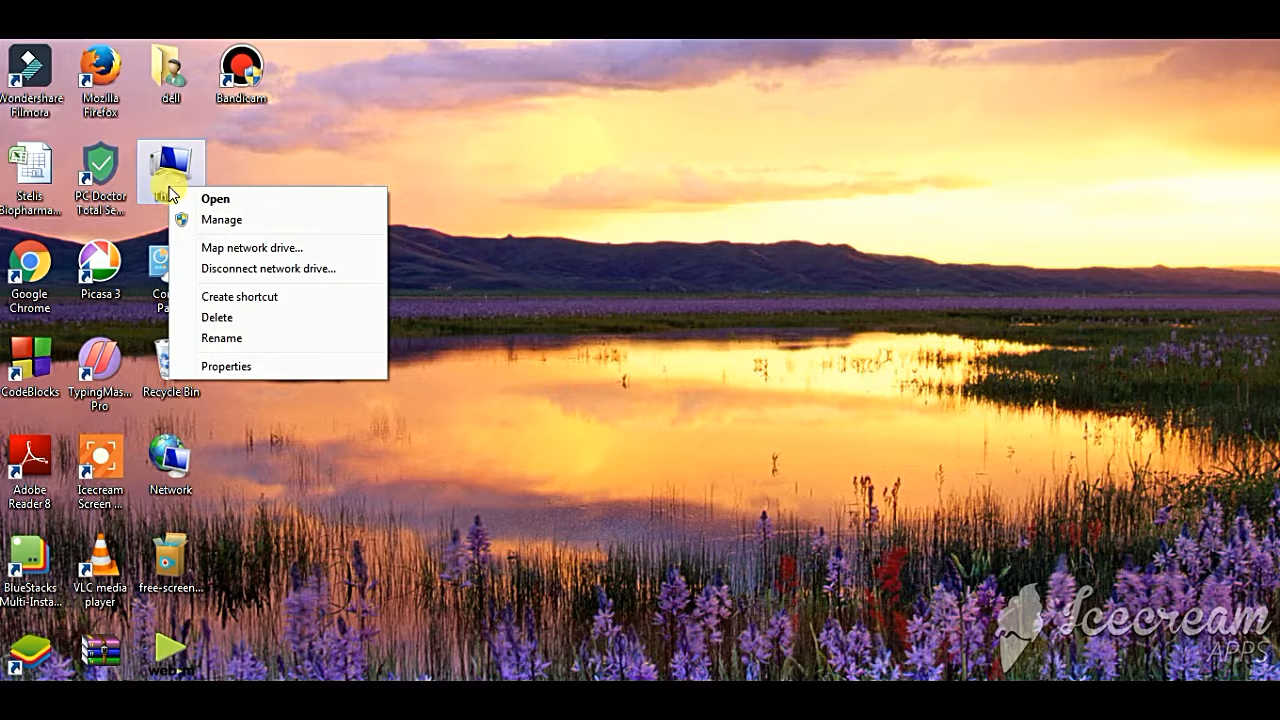 Wondershare
Filmora
Mozilla
Firefox
dell
Bandicam
Stelis
Biopharma...
PC Doctor
Total Se...
Open
Manage
Map network drive...
Disconnect network drive...
Create shortcut
Delete
Rename
Properties
Google
Chrome
Picasa 3
CodeBlocks
TypingMas...
Pro
Recycle Bin
Adobe
Reader 8
Icecream
Screen ...
Network
BlueStacks
Multi-Insta...
VLC media
player
free-screen...
web-m
Icecream
APPS